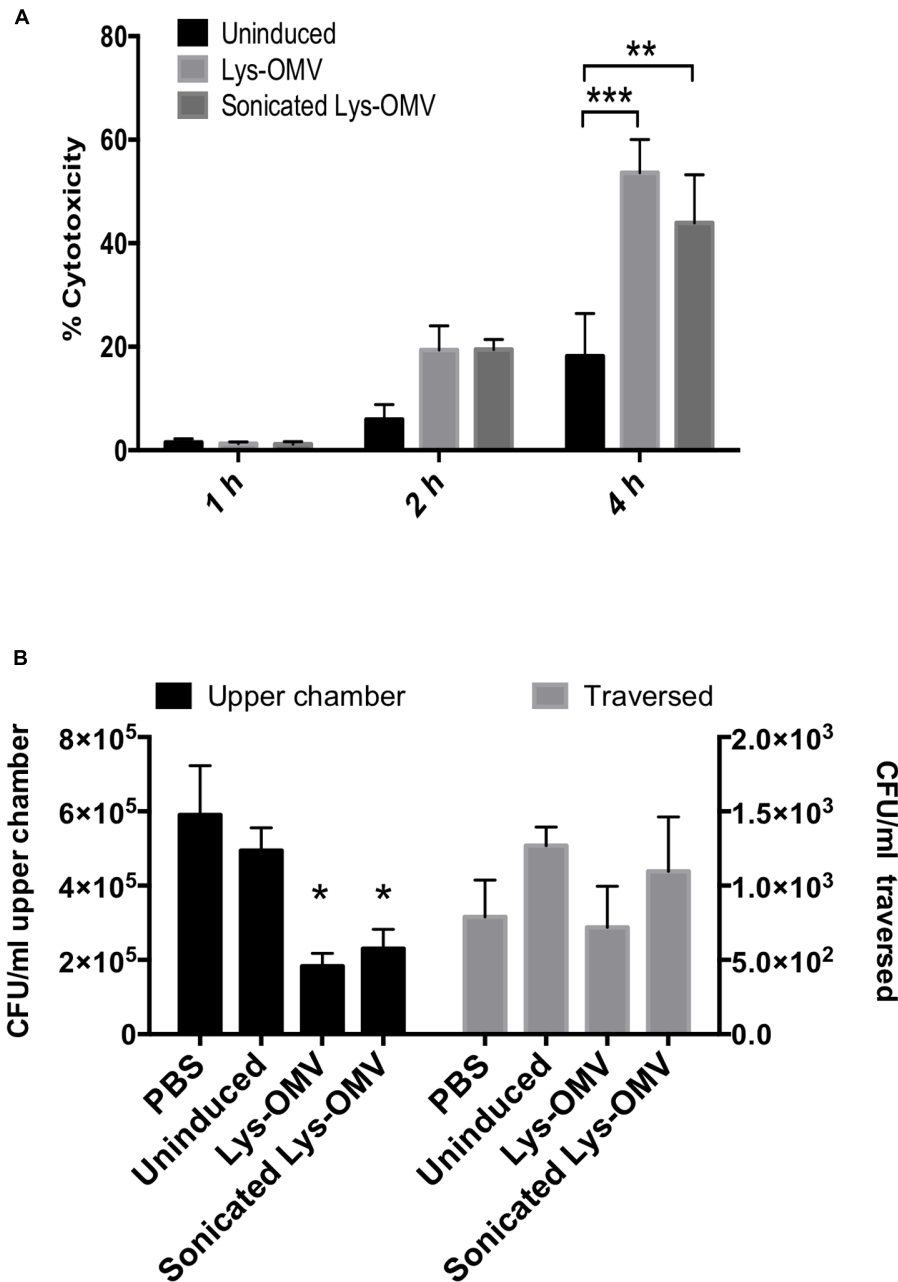 A
% Cytotoxicity
80
60
40
20
0
Uninduced
Lys-OMV
Sonicated Lys-OMV
**
***
1 h
2 h
4 h
B
Upper chamber
Traversed
CFU/ml upper chamber
8×10⁵
6×10⁵
4×10⁵
2×10⁵
0
* *
2.0×10³
1.5×10³
1.0×10³
5.0×10²
0.0
CFU/ml traversed
PBS
Uninduced
Lys-OMV
Sonicated Lys-OMV
PBS
Uninduced
Lys-OMV
Sonicated Lys-OMV